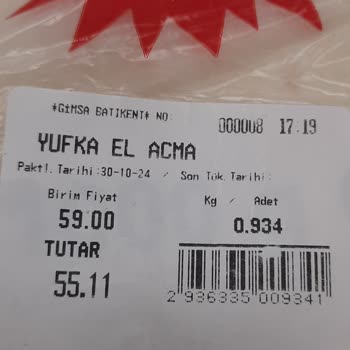 *GİMSA BATIKENT* NO:
000008 17:19
YUFKA EL ACMA
Paktl. Tarihi:30-10-24 / Son Tük. Tarihi:
Birim Fiyat
Kg / Adet
59.00
0.934
TUTAR
55.11
2 936335 009341